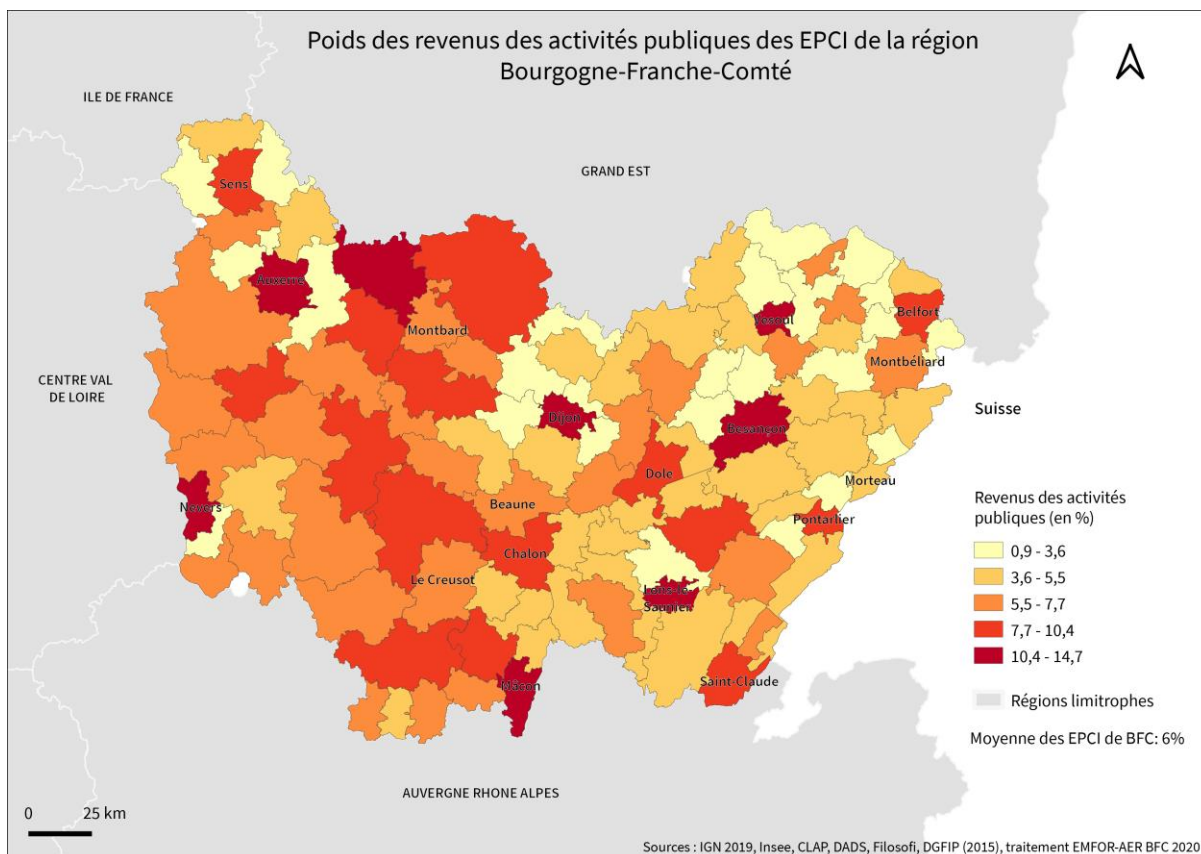 Poids des revenus des activités publiques des EPCI de la région
Bourgogne-Franche-Comté
ILE DE FRANCE
GRAND EST
Sens
Auxerre
Montbard
Vesoul
Belfort
Montbéliard
CENTRE VAL
DE LOIRE
Dijon
Besançon
Suisse
Dole
Morteau
Nevers
Beaune
Pontarlier
Chalon
Le Creusot
Lons-le-
Saunier
Saint-Claude
Mâcon
Revenus des activités
publiques (en %)
0,9 - 3,6
3,6 - 5,5
5,5 - 7,7
7,7 - 10,4
10,4 - 14,7
Régions limitrophes
Moyenne des EPCI de BFC: 6%
AUVERGNE RHONE ALPES
0 25 km
Sources : IGN 2019, Insee, CLAP, DADS, Filosofi, DGFIP (2015), traitement EMFOR-AER BFC 2020